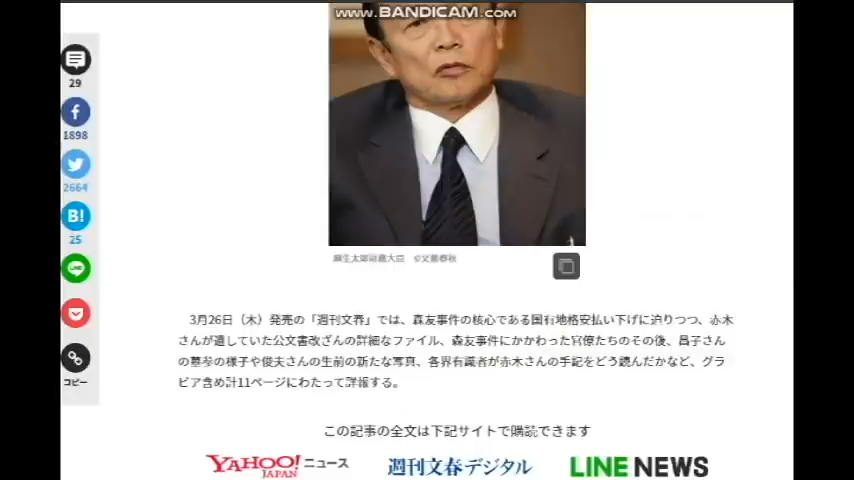 www.BANDICAM.com
29
1898
2664
B!
25
LINE
コピー
麻生太郎財務大臣 ©文藝春秋
3月26日（木）発売の「週刊文春」では、森友事件の核心である国有地格安払い下げに迫りつつ、赤木
さんが遺していた公文書改ざんの詳細なファイル、森友事件にかかわった官僚たちのその後、昌子さん
の墓参の様子や俊夫さんの生前の新たな写真、各界有識者が赤木さんの手記をどう読んだかなど、グラ
ビア含め計11ページにわたって詳報する。
この記事の全文は下記サイトで購読できます
YAHOO! JAPAN ニュース 週刊文春デジタル LINE NEWS